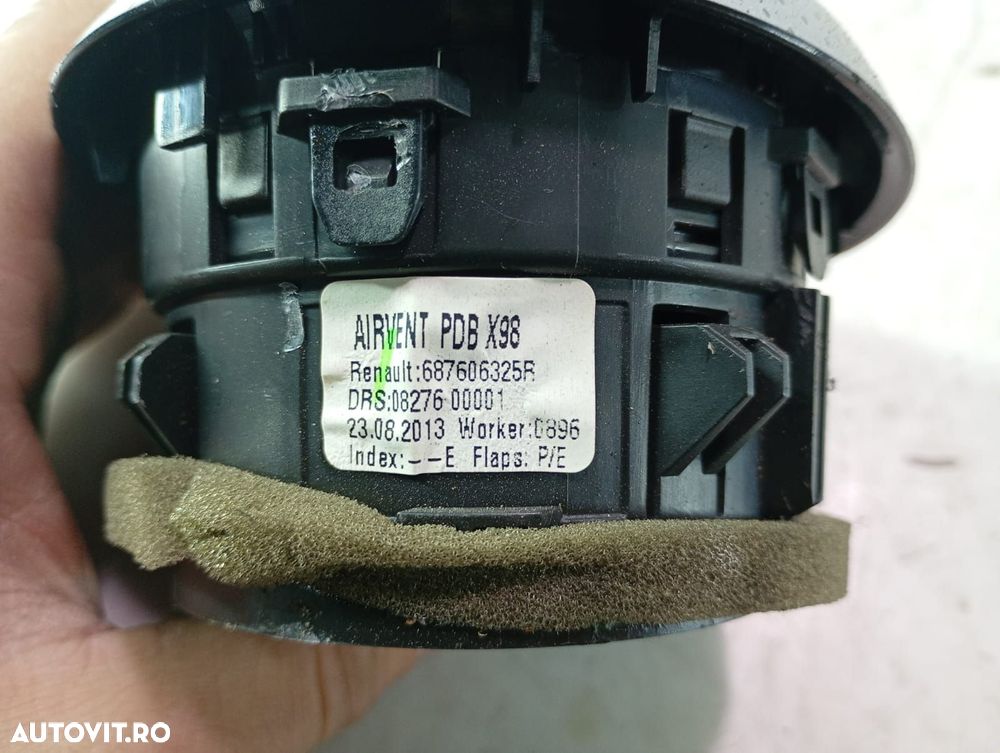 AIRVENT PDB X98
Renault:687606325R
DRS:08276 00001
23.08.2013 Worker:0896
Index:--E Flaps: P/E
AUTOVIT.RO